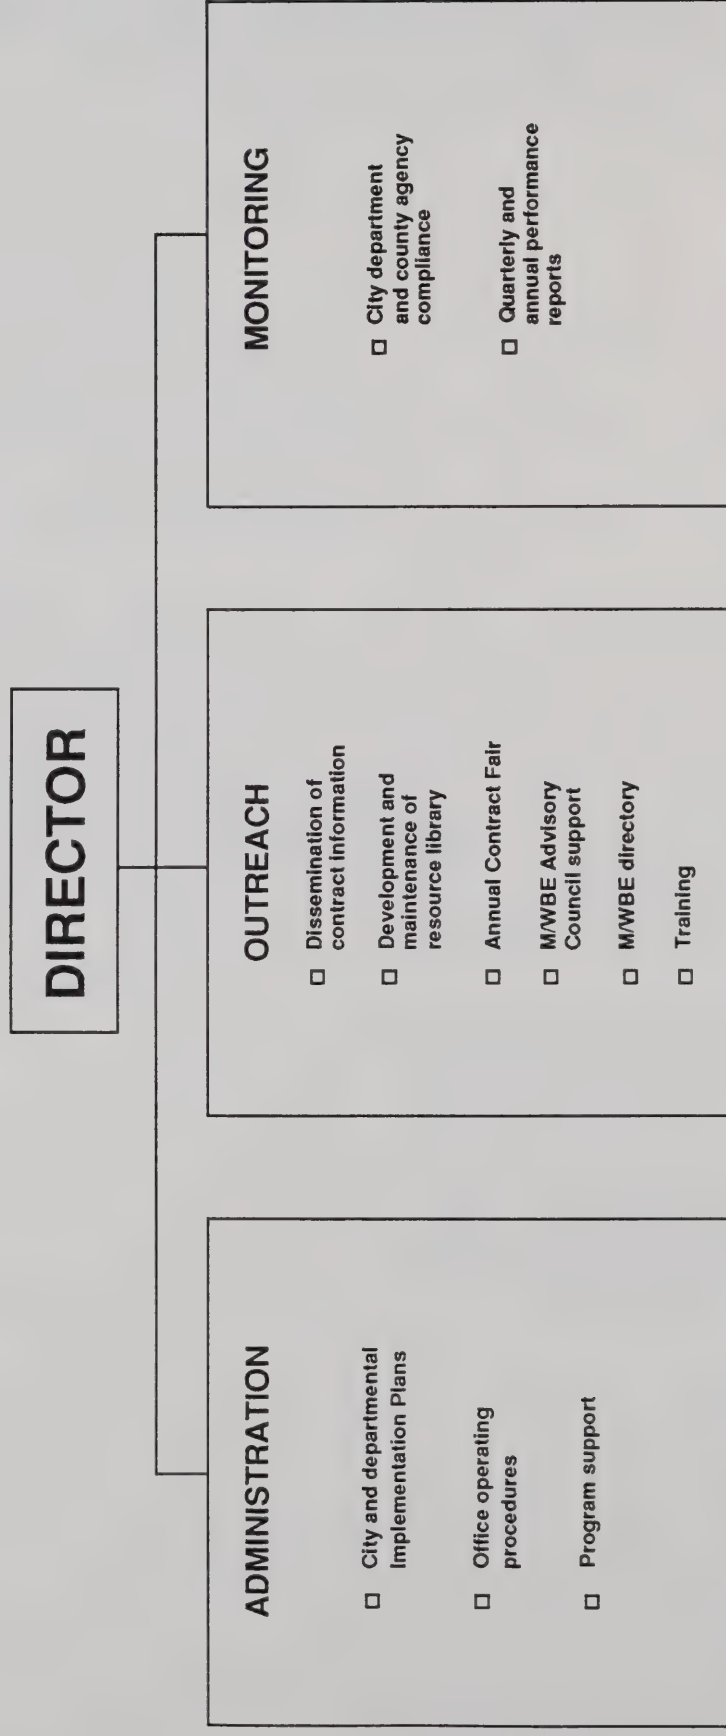 DIRECTOR
ADMINISTRATION
City and departmental
Implementation Plans
Office operating
procedures
Program support
OUTREACH
Dissemination of
contract information
Development and
maintenance of
resource library
Annual Contract Fair
M/WBE Advisory
Council support
M/WBE directory
Training
MONITORING
City department
and county agency
compliance
Quarterly and
annual performance
reports